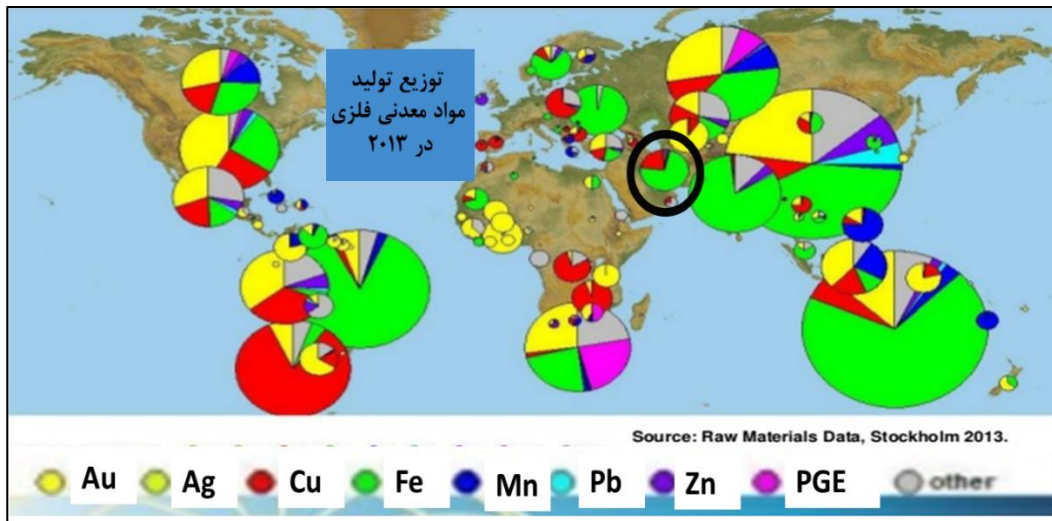 توزیع تولید
مواد معدنی فلزی
در ۲۰۱۳
Source: Raw Materials Data, Stockholm 2013.
Au Ag Cu Fe Mn Pb Zn PGE other